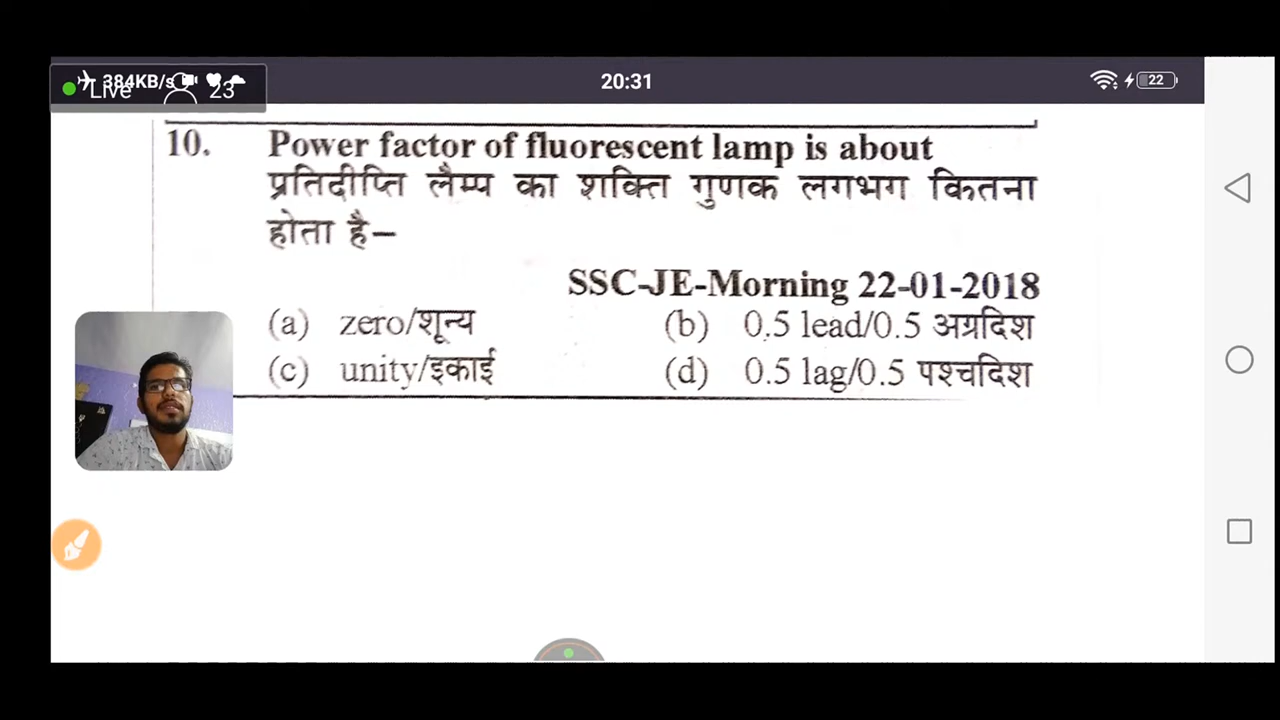 384KB/s
Live 23
20:31
22
10. Power factor of fluorescent lamp is about
प्रतिदीप्ति लैम्प का शक्ति गुणक लगभग कितना
होता है–
SSC-JE-Morning 22-01-2018
(a) zero/शून्य (b) 0.5 lead/0.5 अग्रदिश
(c) unity/इकाई (d) 0.5 lag/0.5 पश्चदिश